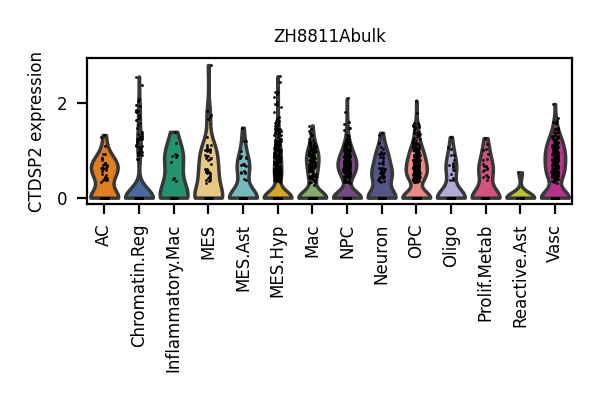 ZH8811Abulk
CTDSP2 expression
2
0
AC
Chromatin.Reg
Inflammatory.Mac
MES
MES.Ast
MES.Hyp
Mac
NPC
Neuron
OPC
Oligo
Prolif.Metab
Reactive.Ast
Vasc